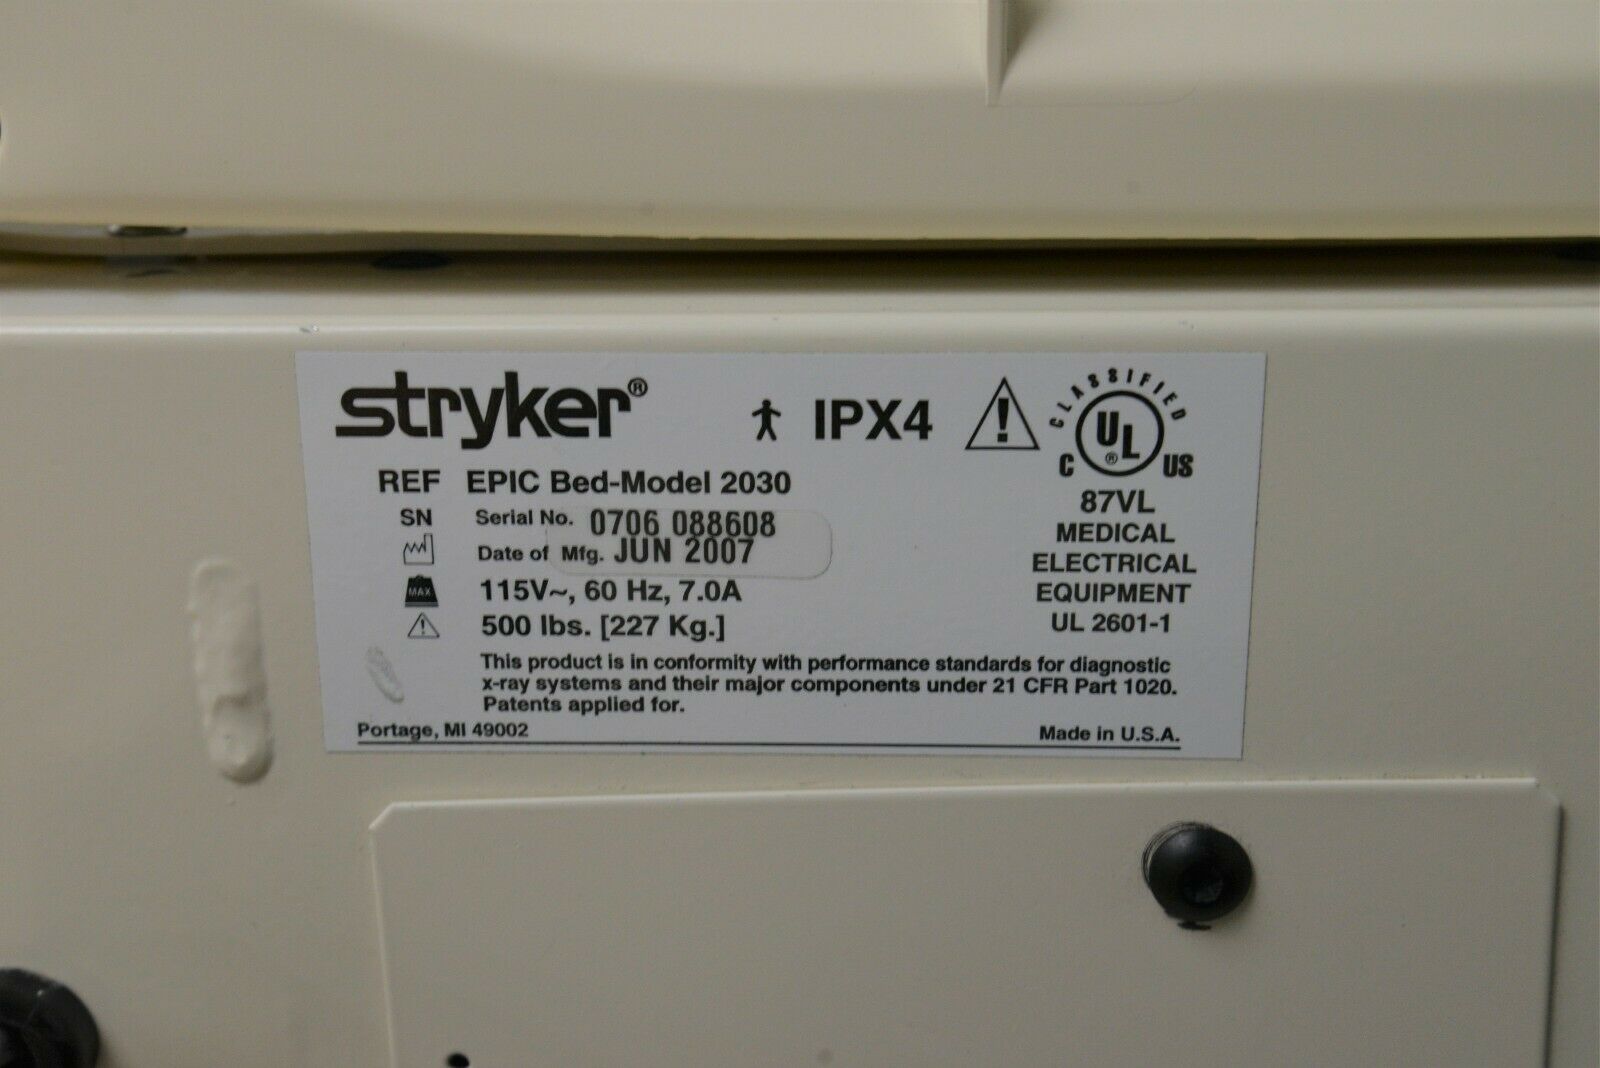 stryker® IPX4
CLASSIFIED
C UL® US
REF EPIC Bed-Model 2030
SN Serial No. 0706 088608
Date of Mfg. JUN 2007
MAX 115V~, 60 Hz, 7.0A
500 lbs. [227 Kg.]
87VL
MEDICAL
ELECTRICAL
EQUIPMENT
UL 2601-1
This product is in conformity with performance standards for diagnostic
x-ray systems and their major components under 21 CFR Part 1020.
Patents applied for.
Portage, MI 49002 Made in U.S.A.